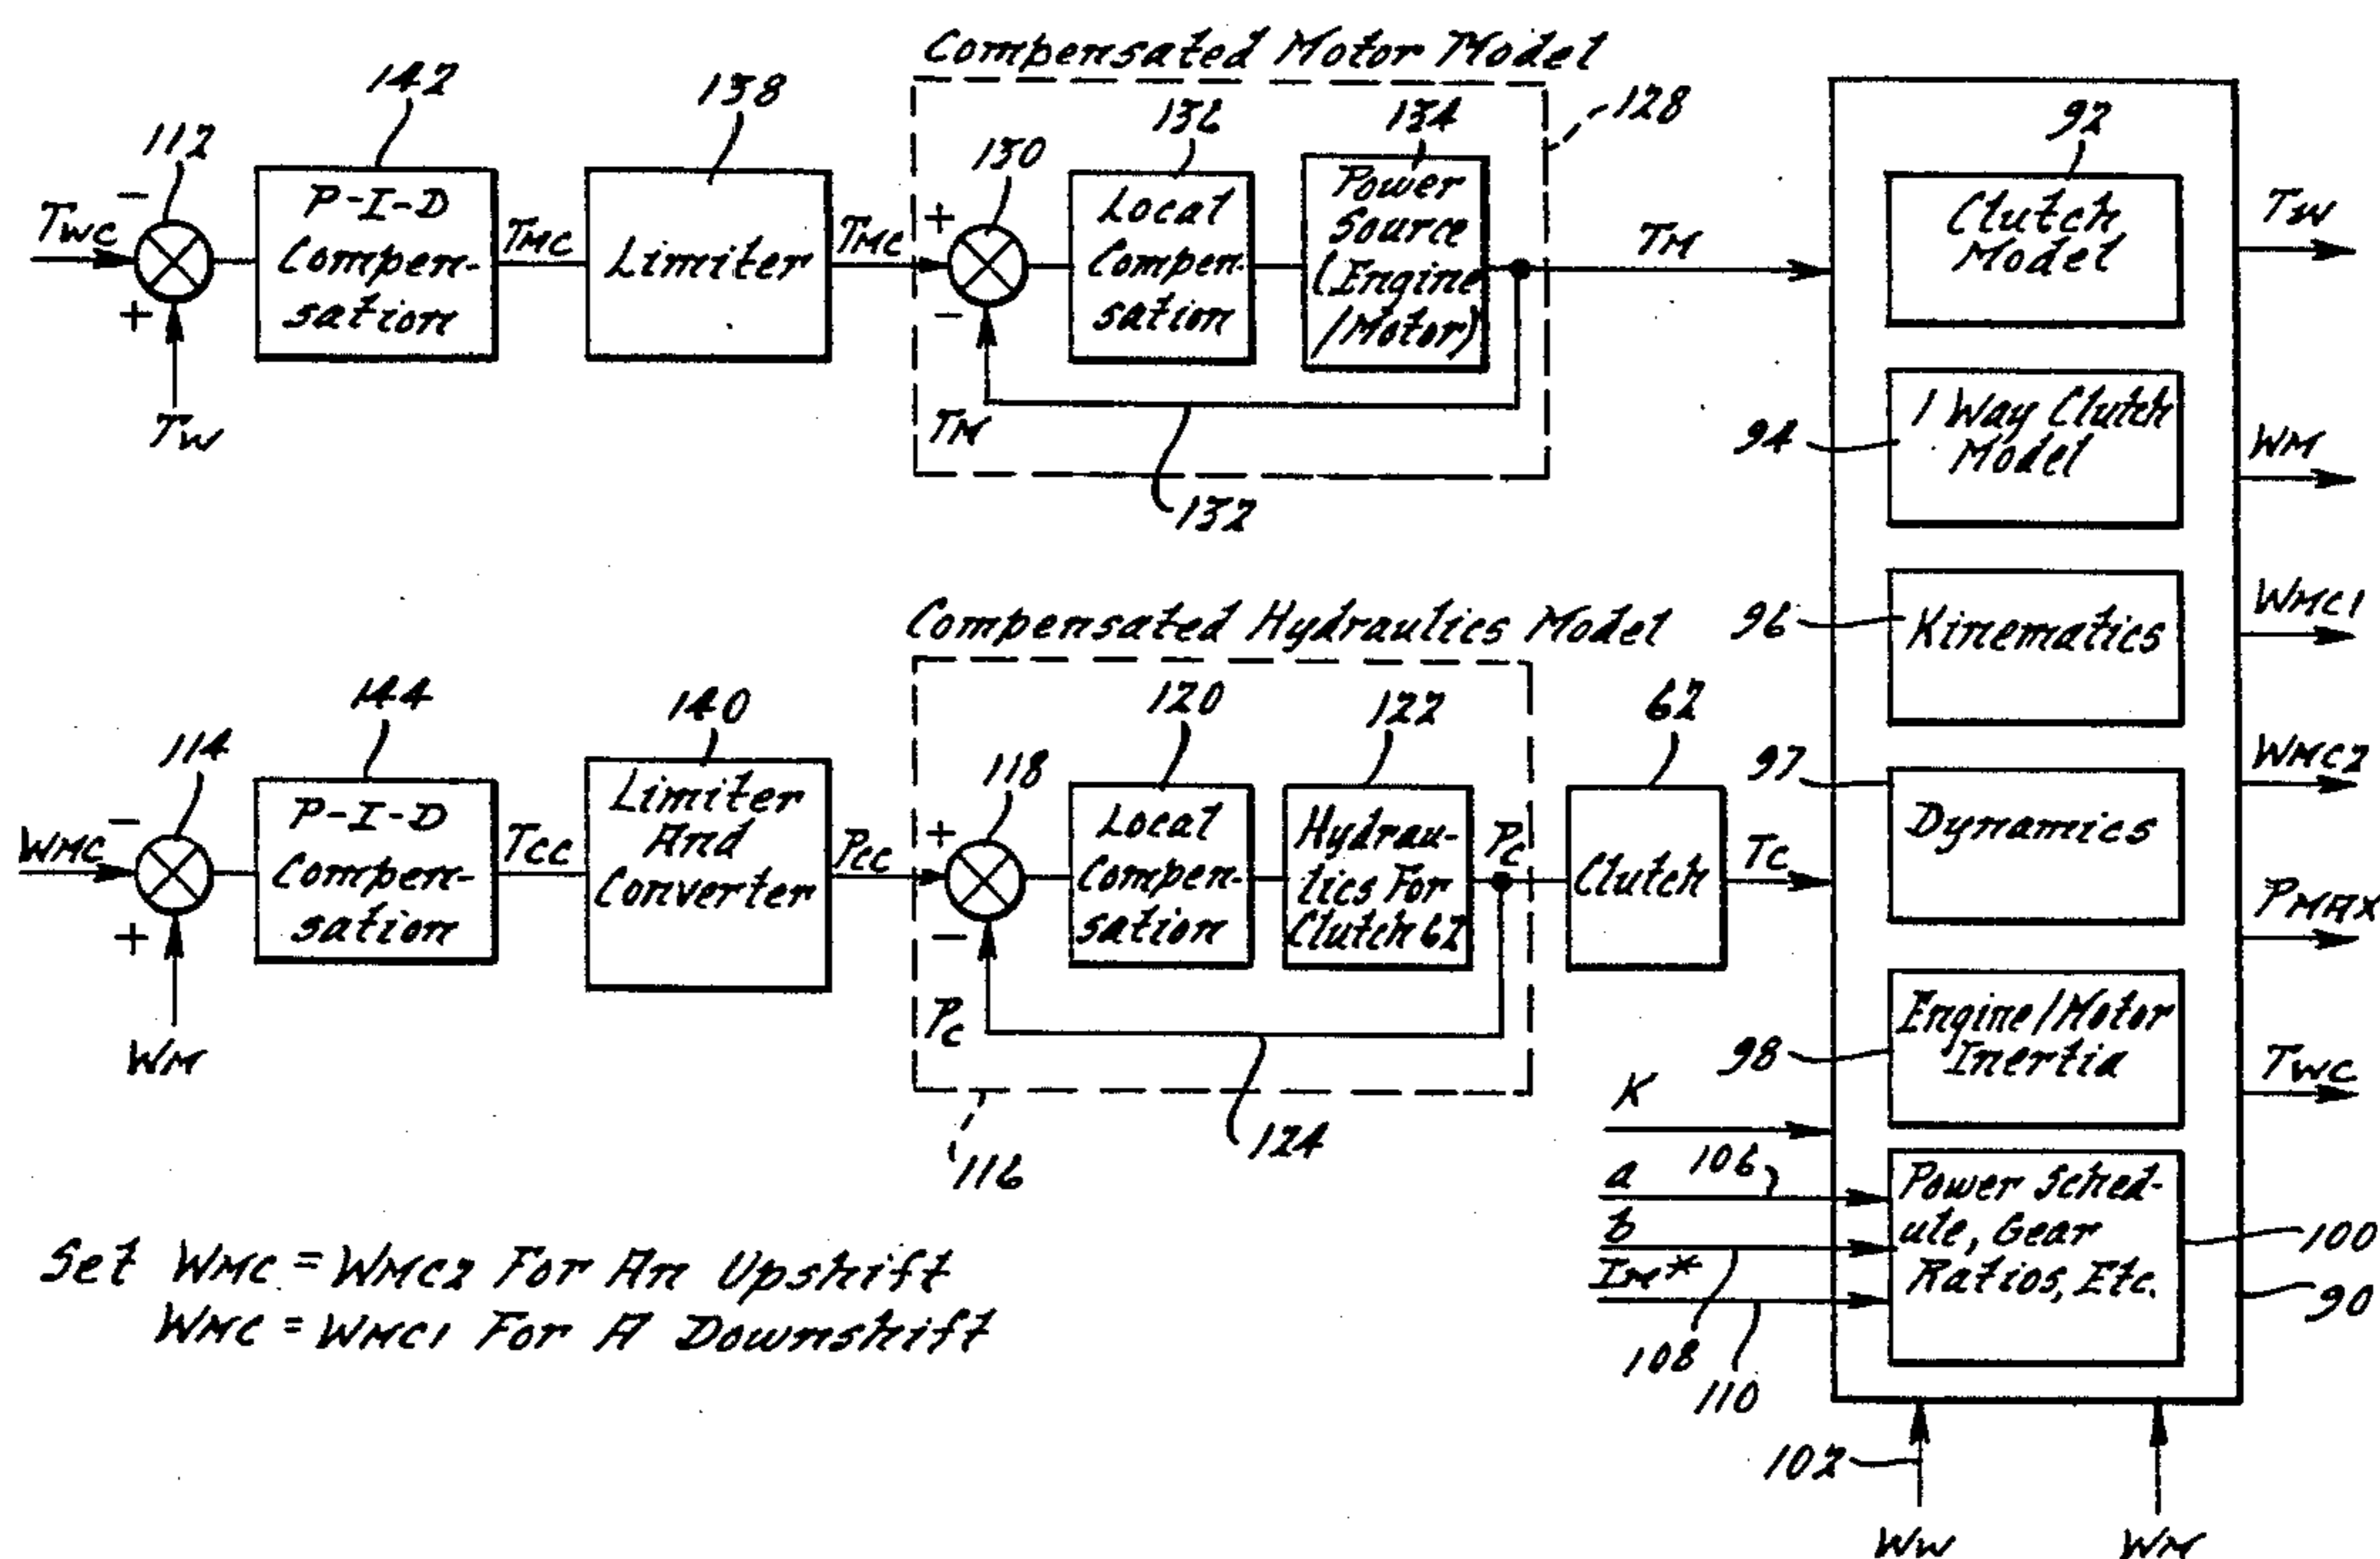 Compensated Motor Model
142
138
128
136
134
92
112
130
TWC
-
+
TW
P-I-D
Compen-
sation
TMC
Limiter
TMC
+
-
Local
Compen-
sation
Power
Source
(Engine
/Motor)
TM
TM
132
Clutch
Model
TW
94
1 Way Clutch
Model
WM
Compensated Hydraulics Model
96
Kinematics
WMC1
144
140
120
122
62
114
118
97
WMC
-
+
WM
P-I-D
Compen-
sation
TCC
Limiter
And
Converter
PCC
+
-
Local
Compen-
sation
Hydrau-
lics For
Clutch 62
PC
PC
Clutch
TC
Dynamics
WMC2
PMAX
124
116
98
Engine/Motor
Inertia
TWC
K
a
106
b
IM*
108
110
Power Sched-
ule, Gear
Ratios, Etc.
100
90
Set WMC = WMC2 For An Upshift
WMC = WMC1 For A Downshift
102
WW
WM